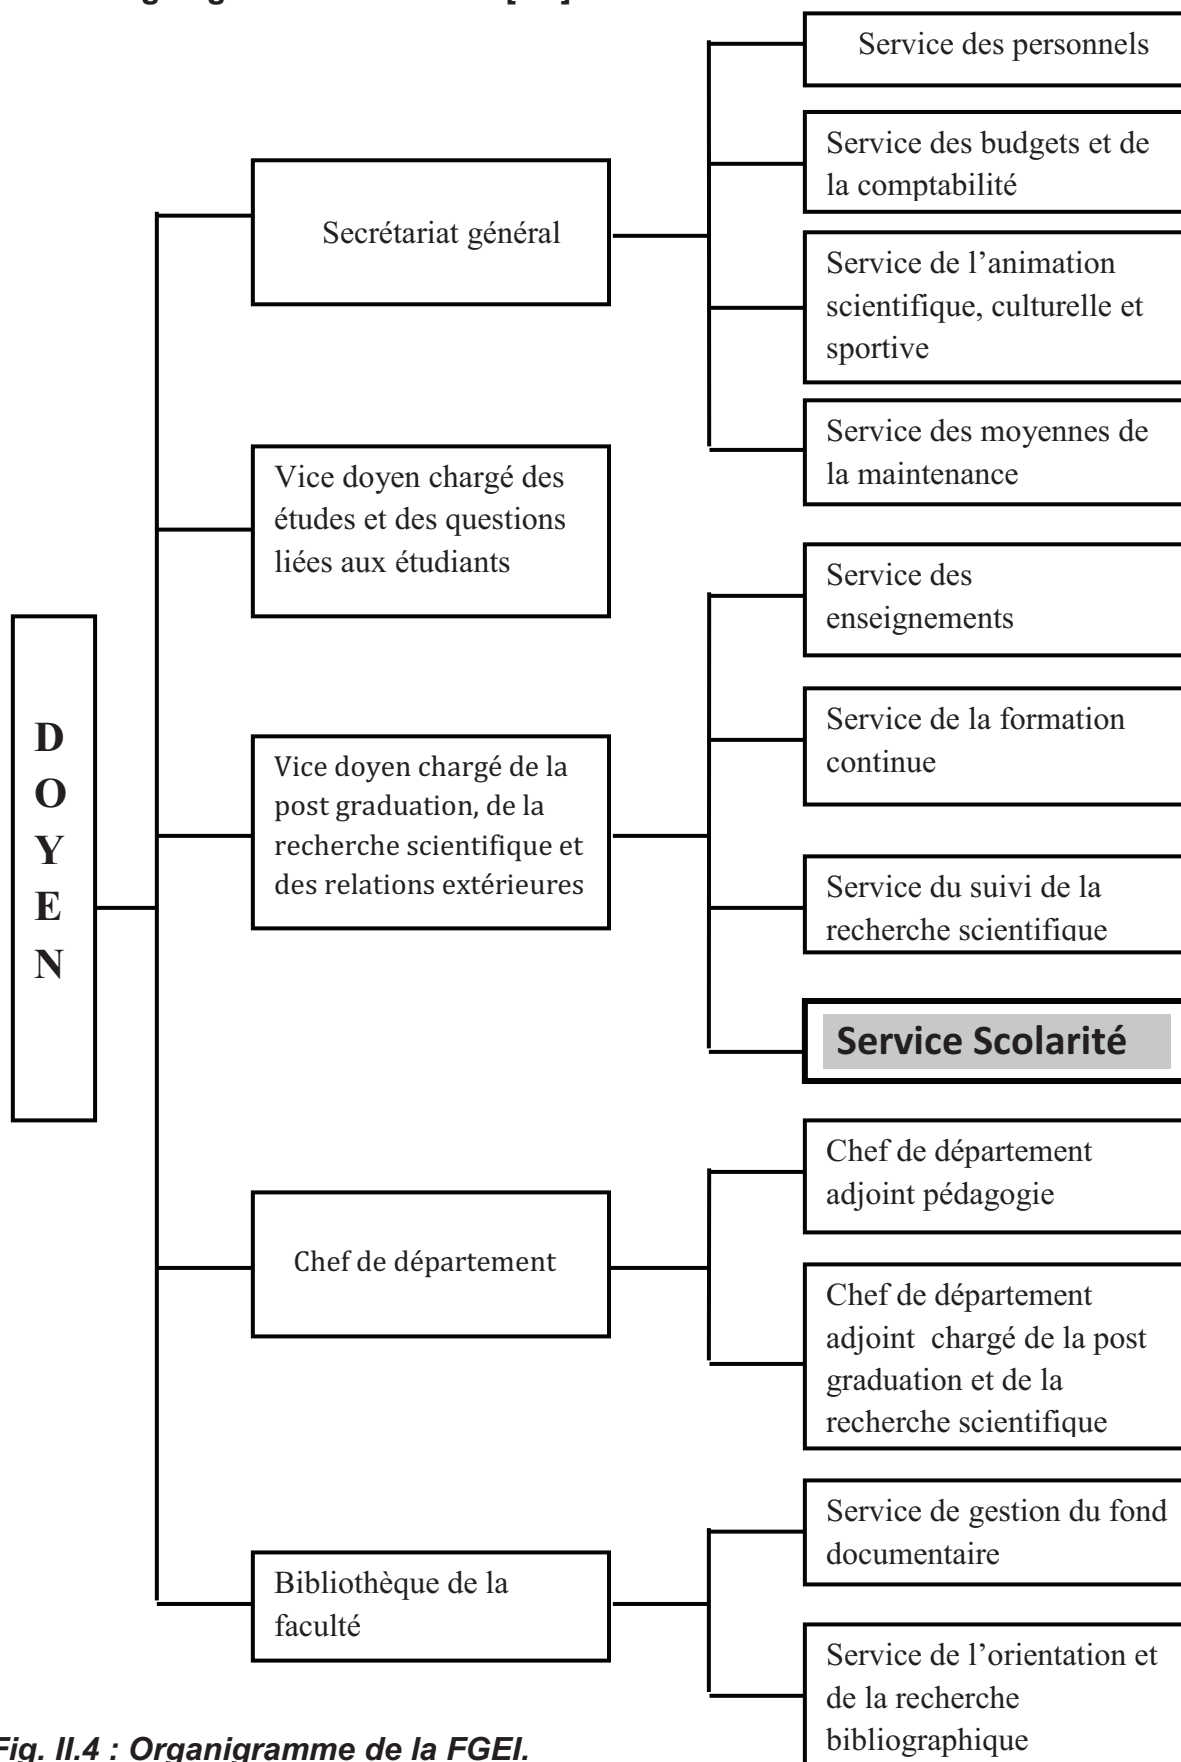 Service des personnels
Service des budgets et de
la comptabilité
Secrétariat général
Service de l’animation
scientifique, culturelle et
sportive
Service des moyennes de
la maintenance
Vice doyen chargé des
études et des questions
liées aux étudiants
Service des
enseignements
Service de la formation
continue
D
O
Y
E
N
Vice doyen chargé de la
post graduation, de la
recherche scientifique et
des relations extérieures
Service du suivi de la
recherche scientifique
Service Scolarité
Chef de département
adjoint pédagogie
Chef de département
Chef de département
adjoint chargé de la post
graduation et de la
recherche scientifique
Service de gestion du fond
documentaire
Bibliothèque de la
faculté
Service de l’orientation et
de la recherche
bibliographique
Fig. II.4 : Organigramme de la FGEI.